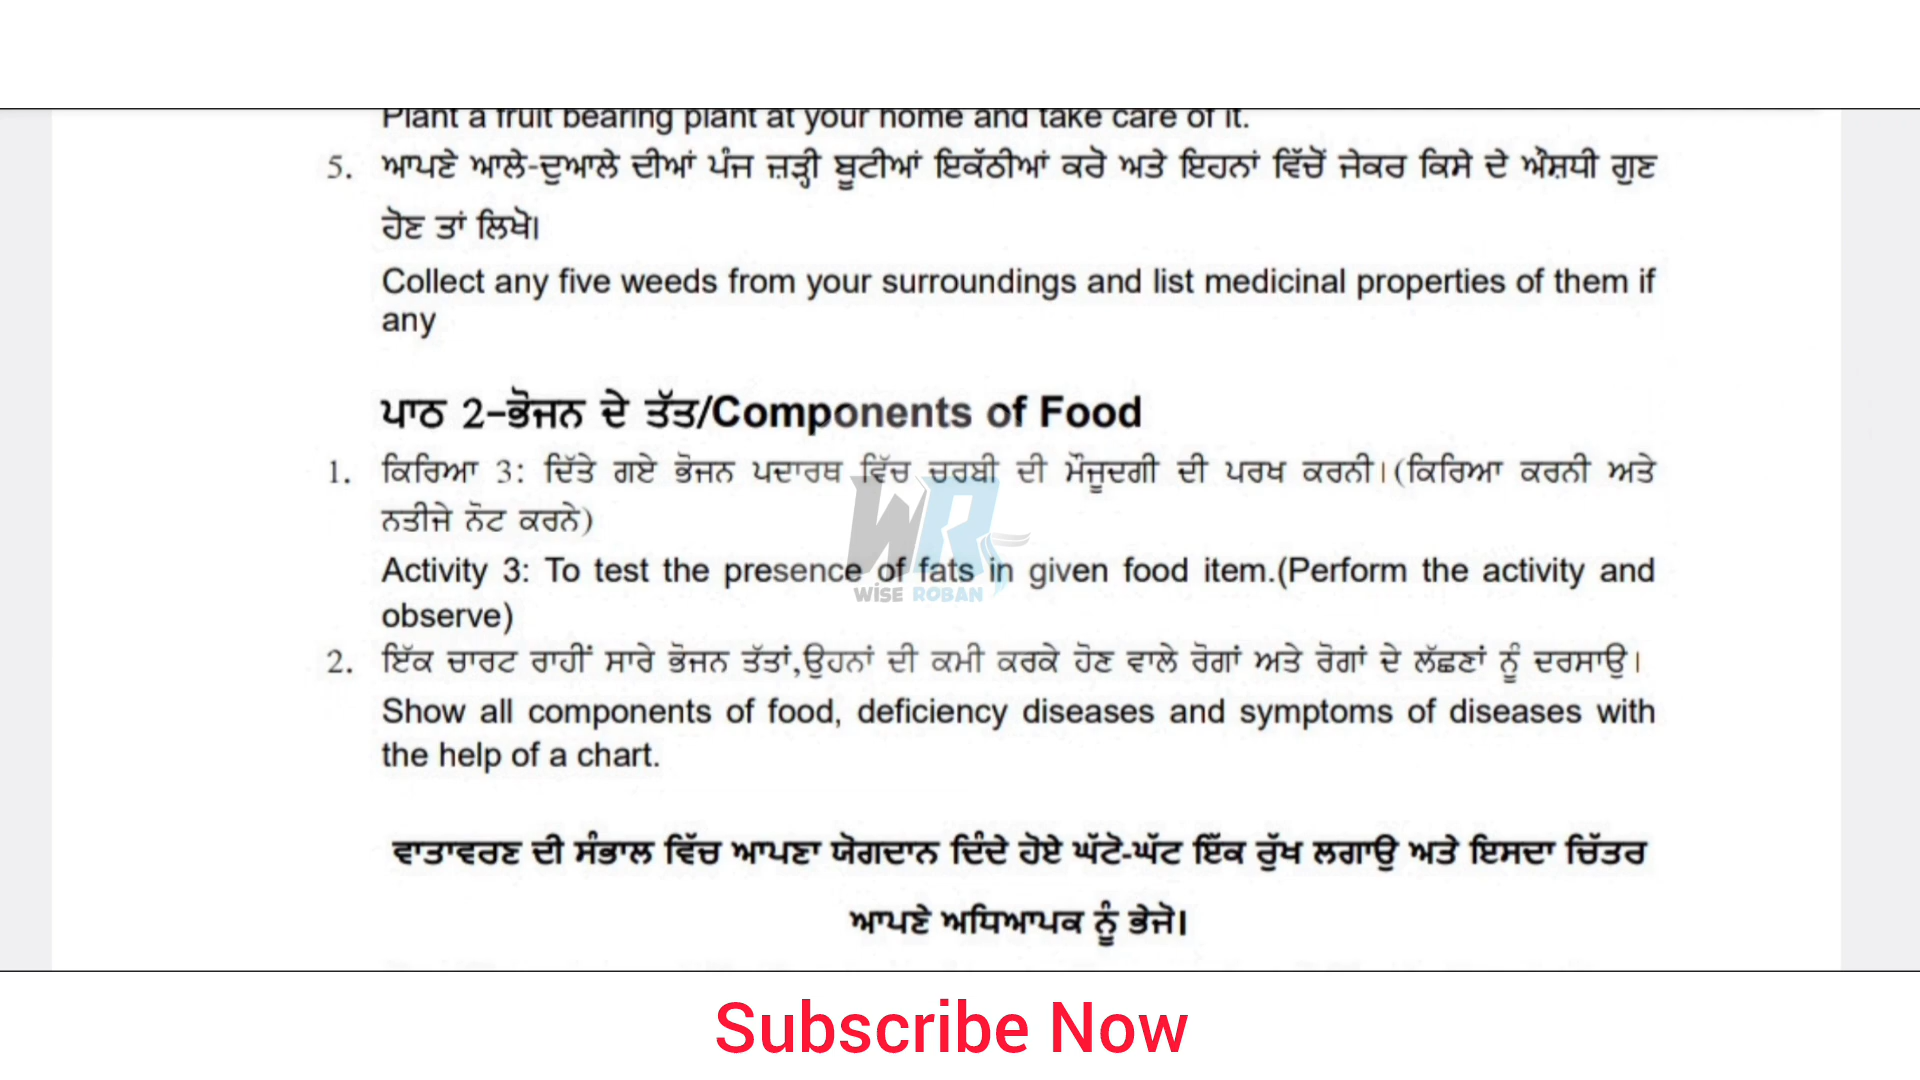 Plant a fruit bearing plant at your home and take care of it.
5. ਆਪਣੇ ਆਲੇ-ਦੁਆਲੇ ਦੀਆਂ ਪੰਜ ਜੜ੍ਹੀ ਬੂਟੀਆਂ ਇਕੱਠੀਆਂ ਕਰੋ ਅਤੇ ਇਹਨਾਂ ਵਿੱਚੋਂ ਜੇਕਰ ਕਿਸੇ ਦੇ ਔਸ਼ਧੀ ਗੁਣ
ਹੋਣ ਤਾਂ ਲਿਖੋ।
Collect any five weeds from your surroundings and list medicinal properties of them if
any
ਪਾਠ 2–ਭੋਜਨ ਦੇ ਤੱਤ/Components of Food
1. ਕਿਰਿਆ 3: ਦਿੱਤੇ ਗਏ ਭੋਜਨ ਪਦਾਰਥ ਵਿੱਚ ਚਰਬੀ ਦੀ ਮੌਜੂਦਗੀ ਦੀ ਪਰਖ ਕਰਨੀ।(ਕਿਰਿਆ ਕਰਨੀ ਅਤੇ
ਨਤੀਜੇ ਨੋਟ ਕਰਨੇ)
Activity 3: To test the presence of fats in given food item.(Perform the activity and
observe)
WR
WISE ROBAN
2. ਇੱਕ ਚਾਰਟ ਰਾਹੀਂ ਸਾਰੇ ਭੋਜਨ ਤੱਤਾਂ,ਉਹਨਾਂ ਦੀ ਕਮੀ ਕਰਕੇ ਹੋਣ ਵਾਲੇ ਰੋਗਾਂ ਅਤੇ ਰੋਗਾਂ ਦੇ ਲੱਛਣਾਂ ਨੂੰ ਦਰਸਾਉ।
Show all components of food, deficiency diseases and symptoms of diseases with
the help of a chart.
ਵਾਤਾਵਰਣ ਦੀ ਸੰਭਾਲ ਵਿੱਚ ਆਪਣਾ ਯੋਗਦਾਨ ਦਿੰਦੇ ਹੋਏ ਘੱਟੋ-ਘੱਟ ਇੱਕ ਰੁੱਖ ਲਗਾਉ ਅਤੇ ਇਸਦਾ ਚਿੱਤਰ
ਆਪਣੇ ਅਧਿਆਪਕ ਨੂੰ ਭੇਜੋ।
Subscribe Now